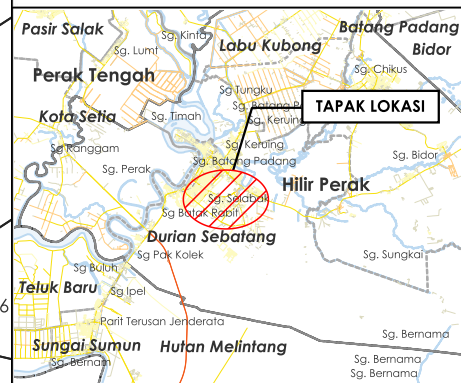 Pasir Salak
Sg. Kinta
Batang Padang
Labu Kubong
Bidor
Sg. Lumt
Sg. Chikus
Perak Tengah
Sg. Tungku
Sg. Batang P
TAPAK LOKASI
Kota Setia
Sg. Timah
Sg. Keruing
Sg. Keruing
Sg Ranggam
Sg. Batang Padang
Sg. Bidor
Sg. Perak
Hilir Perak
Sg. Selabak
Sg Batak Rabit
Durian Sebatang
Sg Pak Kolek
Sg. Sungkai
Sg Buluh
Teluk Baru
Sg Ipel
6
Parit Terusan Jenderata
Sg. Bernama
Sungai Sumun
Hutan Melintang
Sg. Bernam
Sg. Bernama
Sg. Bernama